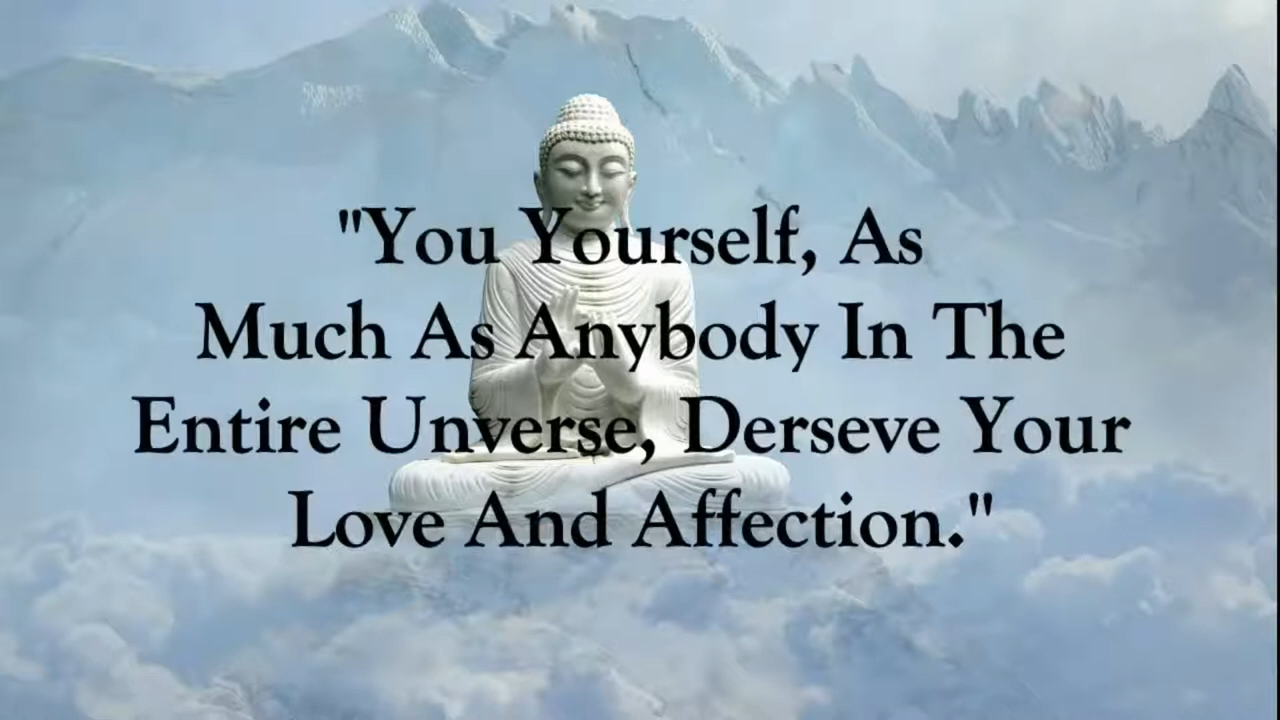 "You Yourself, As
Much As Anybody In The
Entire Unverse, Derseve Your
Love And Affection."